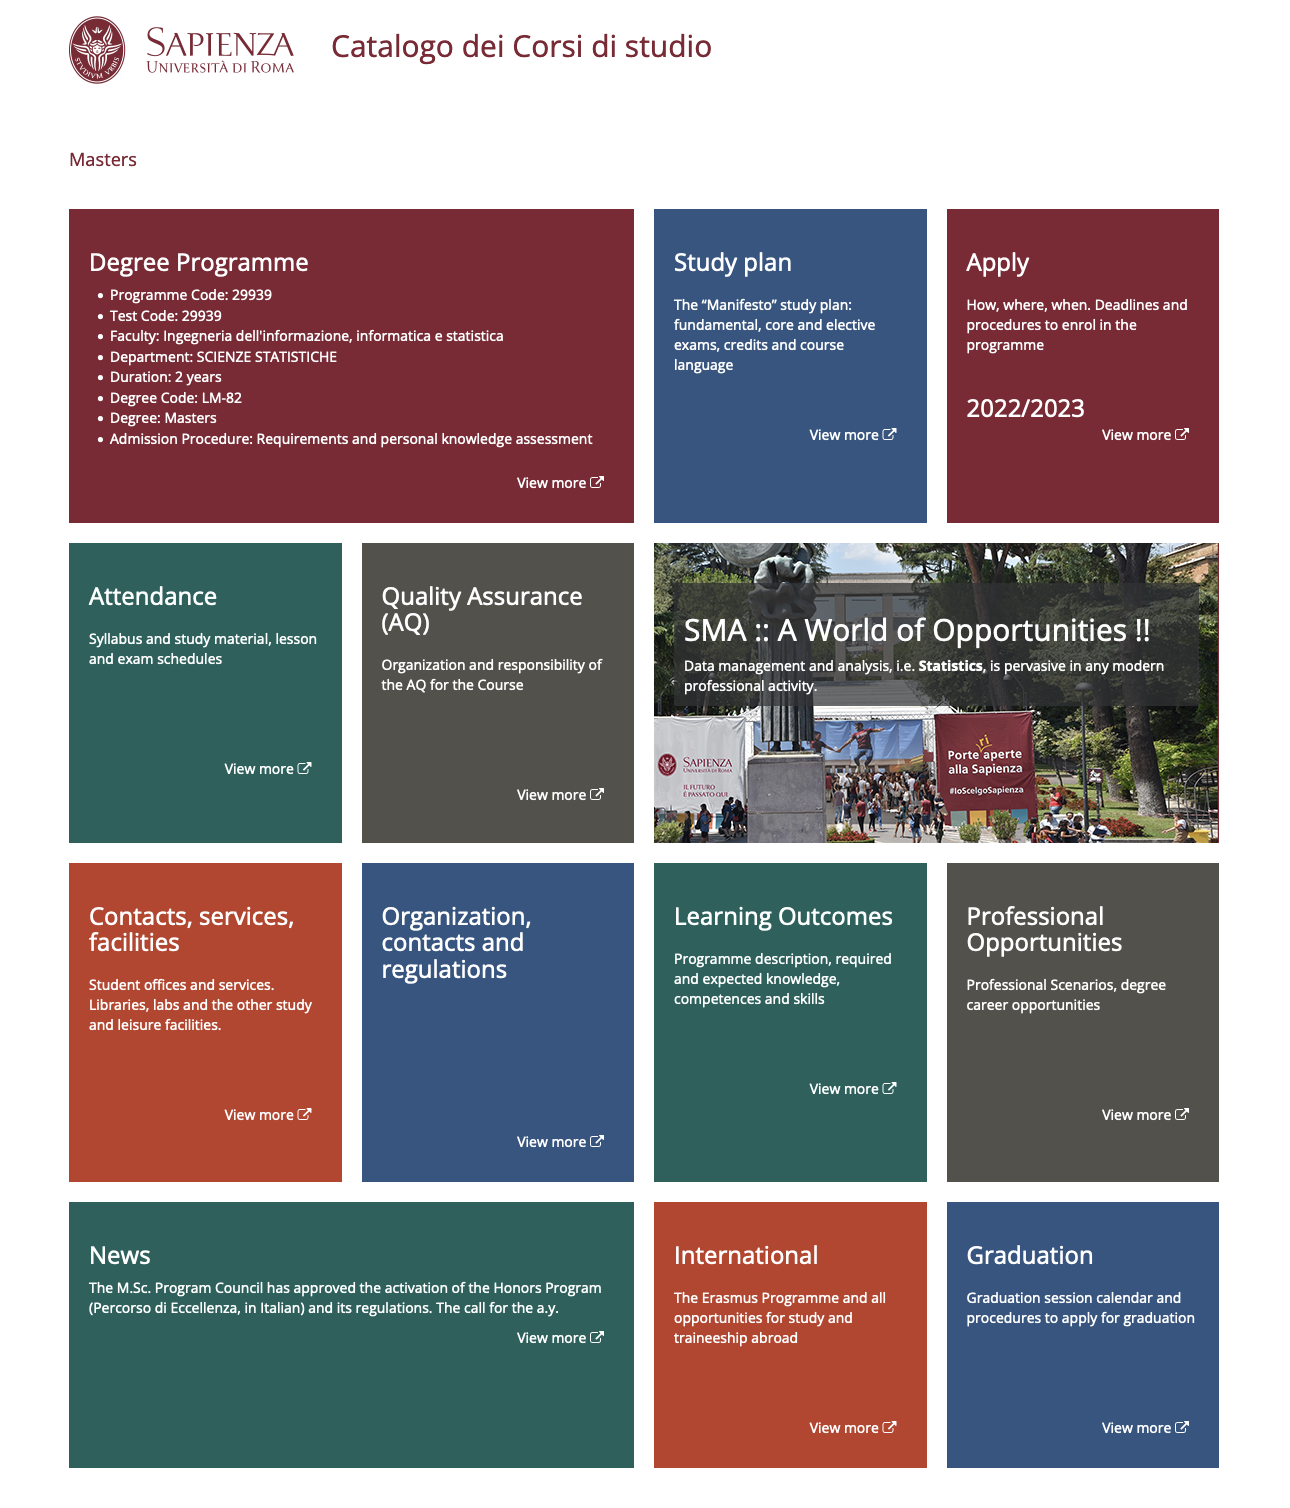 STVDIVM VRBIS
SAPIENZA
UNIVERSITÀ DI ROMA
Catalogo dei Corsi di studio
Masters
Degree Programme
• Programme Code: 29939
• Test Code: 29939
• Faculty: Ingegneria dell'informazione, informatica e statistica
• Department: SCIENZE STATISTICHE
• Duration: 2 years
• Degree Code: LM-82
• Degree: Masters
• Admission Procedure: Requirements and personal knowledge assessment
View more
Study plan
The “Manifesto” study plan:
fundamental, core and elective
exams, credits and course
language
View more
Apply
How, where, when. Deadlines and
procedures to enrol in the
programme
2022/2023
View more
Attendance
Syllabus and study material, lesson
and exam schedules
View more
Quality Assurance
(AQ)
Organization and responsibility of
the AQ for the Course
View more
SMA :: A World of Opportunities !!
Data management and analysis, i.e. Statistics, is pervasive in any modern
professional activity.
SAPIENZA
UNIVERSITÀ DI ROMA
IL FUTURO
È PASSATO QUI
Porte aperte
ri
alla Sapienza
#IoScelgoSapienza
Contacts, services,
facilities
Student offices and services.
Libraries, labs and the other study
and leisure facilities.
View more
Organization,
contacts and
regulations
View more
Learning Outcomes
Programme description, required
and expected knowledge,
competences and skills
View more
Professional
Opportunities
Professional Scenarios, degree
career opportunities
View more
News
The M.Sc. Program Council has approved the activation of the Honors Program
(Percorso di Eccellenza, in Italian) and its regulations. The call for the a.y.
View more
International
The Erasmus Programme and all
opportunities for study and
traineeship abroad
View more
Graduation
Graduation session calendar and
procedures to apply for graduation
View more